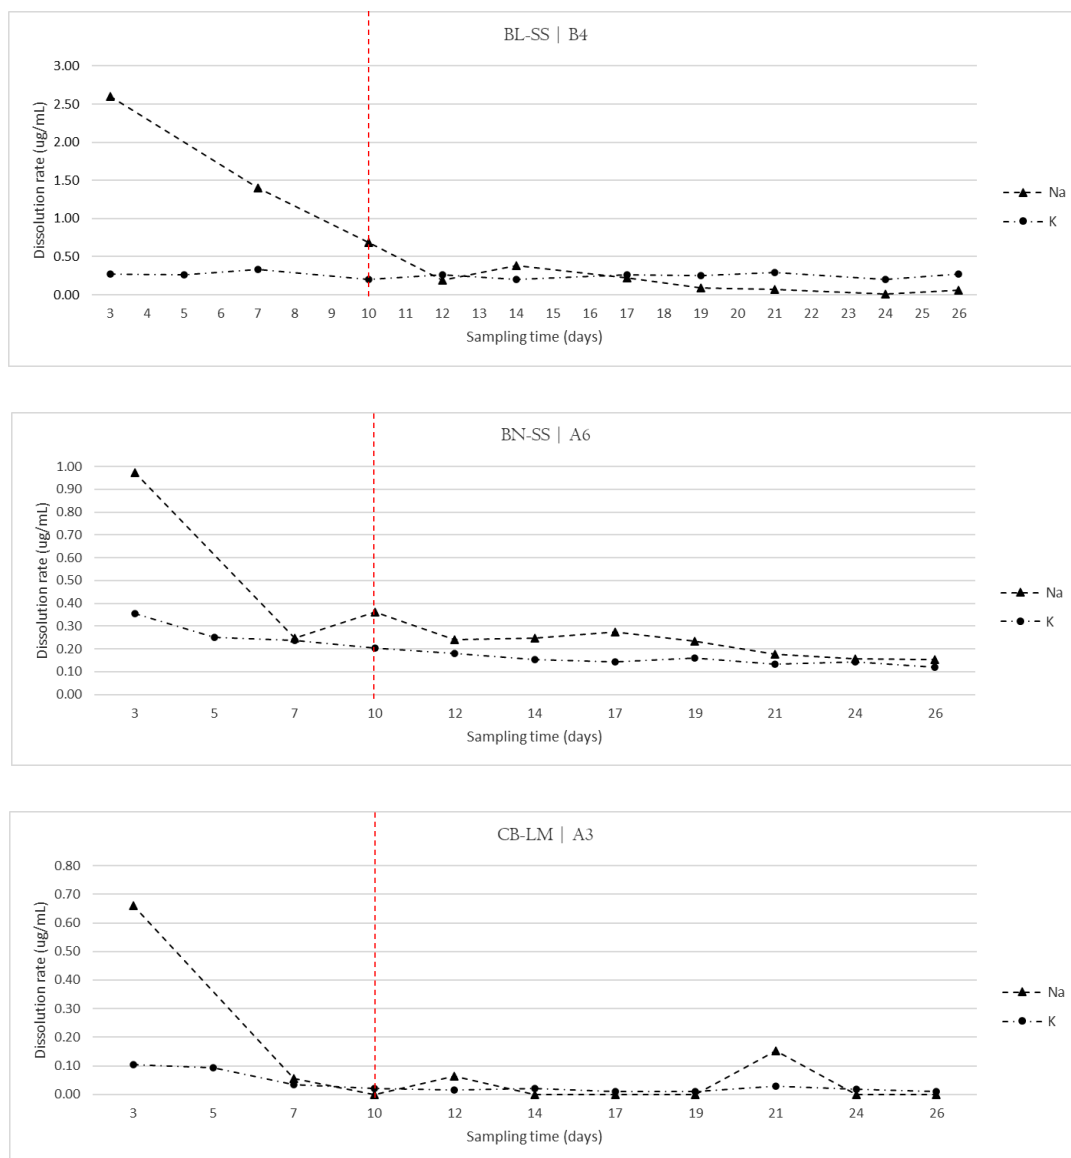 BL-SS | B4
3.00
2.50
2.00
1.50
1.00
0.50
0.00
Dissolution rate (ug/mL)
3 4 5 6 7 8 9 10 11 12 13 14 15 16 17 18 19 20 21 22 23 24 25 26
Sampling time (days)
Na
K
BN-SS | A6
1.00
0.90
0.80
0.70
0.60
0.50
0.40
0.30
0.20
0.10
0.00
Dissolution rate (ug/mL)
3 5 7 10 12 14 17 19 21 24 26
Sampling time (days)
Na
K
CB-LM | A3
0.80
0.70
0.60
0.50
0.40
0.30
0.20
0.10
0.00
Dissolution rate (ug/mL)
3 5 7 10 12 14 17 19 21 24 26
Sampling time (days)
Na
K